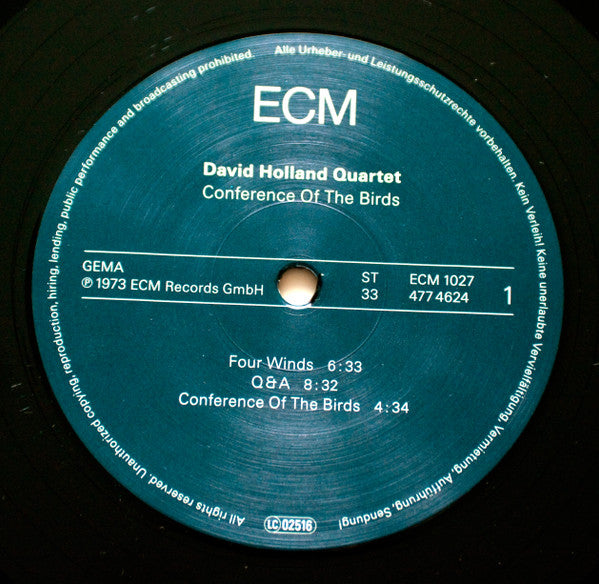 ECM
David Holland Quartet
Conference Of The Birds
GEMA
℗ 1973 ECM Records GmbH
ST
33
ECM 1027
477 4624
1
Four Winds 6:33
Q & A 8:32
Conference Of The Birds 4:34
Alle Urheber- und Leistungsschutzrechte vorbehalten. Kein Verleih! Keine unerlaubte Vervielfältigung, Vermietung, Aufführung, Sendung!
LC 02516
All rights reserved. Unauthorized copying, reproduction, hiring, lending, public performance and broadcasting prohibited.